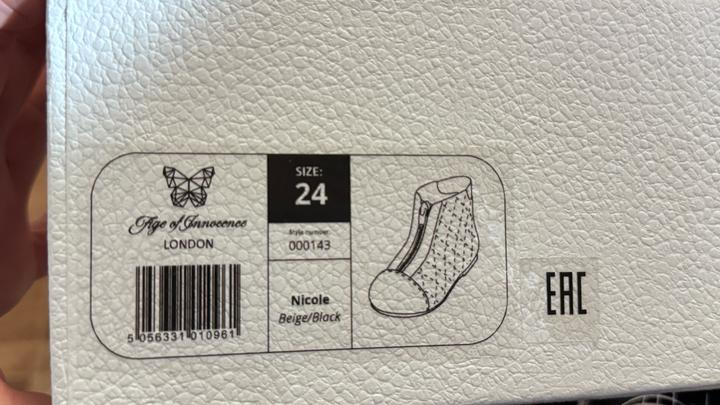 Age of Innocence
LONDON
5 056331 010961
SIZE:
24
Style number
000143
Nicole
Beige/Black
EAC